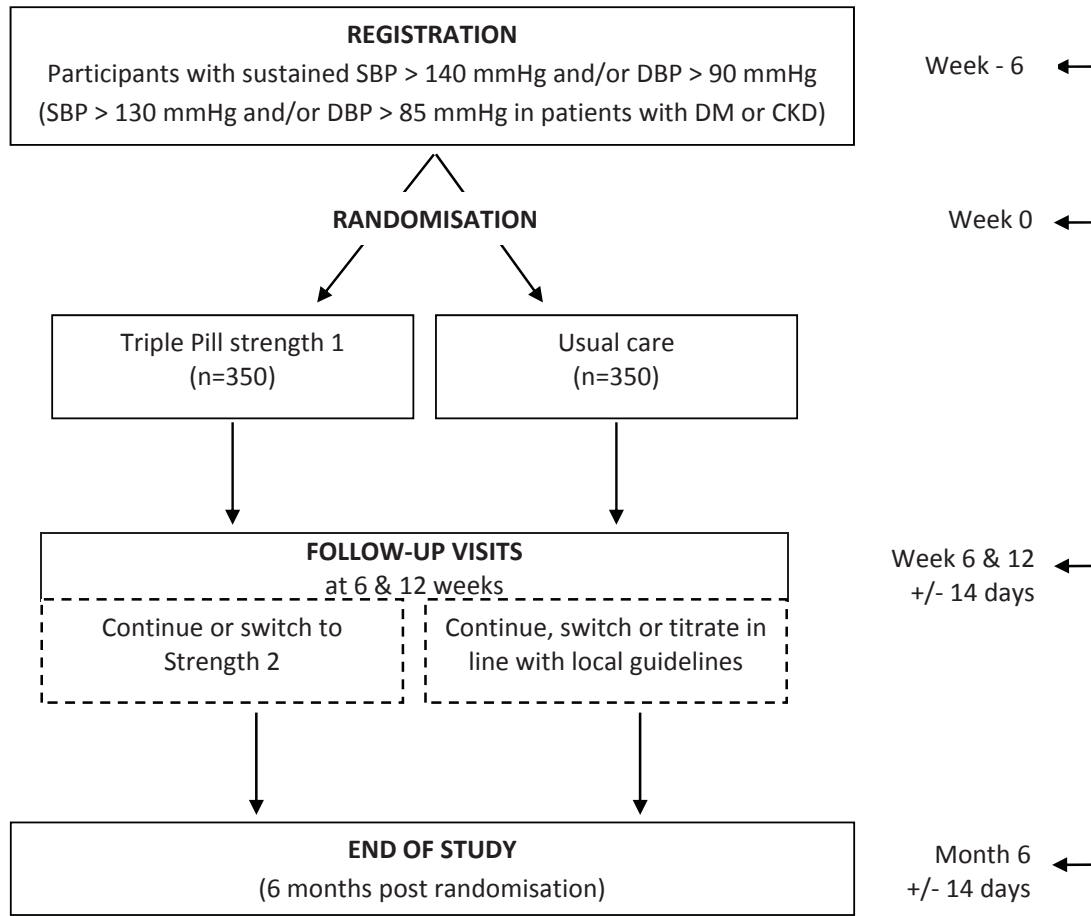 REGISTRATION
Participants with sustained SBP > 140 mmHg and/or DBP > 90 mmHg
(SBP > 130 mmHg and/or DBP > 85 mmHg in patients with DM or CKD)
Week - 6
RANDOMISATION
Week 0
Triple Pill strength 1
(n=350)
Usual care
(n=350)
FOLLOW-UP VISITS
at 6 & 12 weeks
Week 6 & 12
+/- 14 days
Continue or switch to
Strength 2
Continue, switch or titrate in
line with local guidelines
END OF STUDY
(6 months post randomisation)
Month 6
+/- 14 days